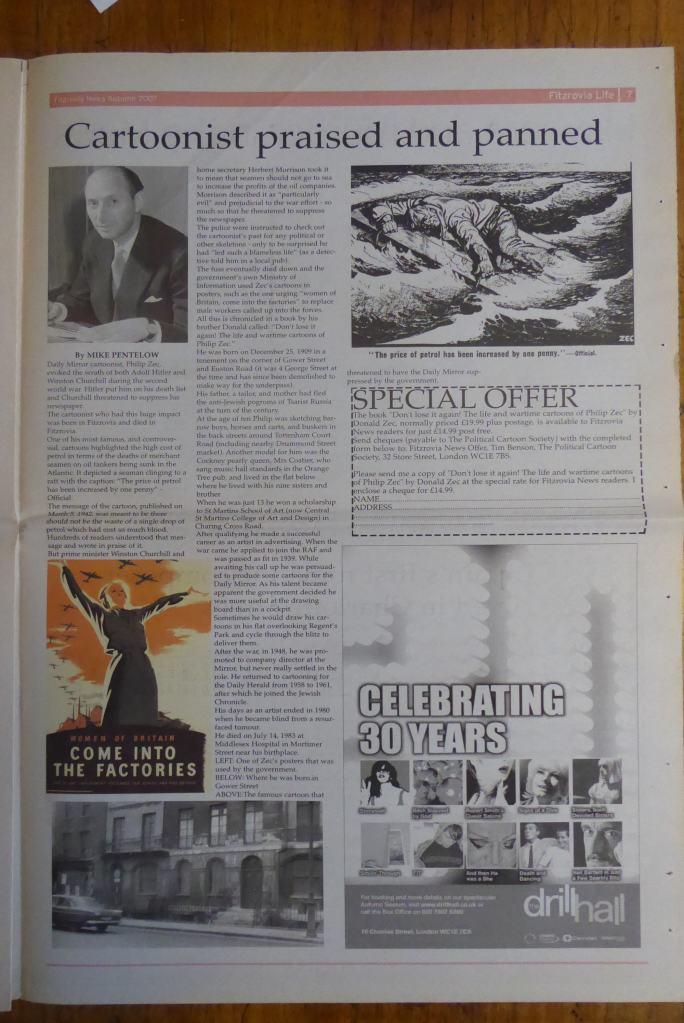 Fitzrovia News Autumn 2007
Fitzrovia Life 7
Cartoonist praised and panned
By MIKE PENTELOW
Daily Mirror cartoonist, Philip Zec,
evoked the wrath of both Adolf Hitler and
Winston Churchill during the second
world war. Hitler put him on his death list
and Churchill threatened to suppress his
newspaper.
The cartoonist who had this huge impact
was born in Fitzrovia and died in
Fitzrovia.
One of his most famous, and controver-
sial, cartoons highlighted the high cost of
petrol in terms of the deaths of merchant
seamen on oil tankers being sunk in the
Atlantic. It depicted a seaman clinging to a
raft with the caption: "The price of petrol
has been increased by one penny" -
Official.
The message of the cartoon, published on
March 5, 1942, was meant to be there
should not be the waste of a single drop of
petrol which had cost so much blood.
Hundreds of readers understood that mes-
sage and wrote in praise of it.
But prime minister Winston Churchill and
home secretary Herbert Morrison took it
to mean that seamen should not go to sea
to increase the profits of the oil companies.
Morrison described it as "particularly
evil" and prejudicial to the war effort - so
much so that he threatened to suppress
the newspaper.
The police were instructed to check out
the cartoonist's past for any political or
other skeletons - only to be surprised he
had "led such a blameless life" (as a detec-
tive told him in a local pub).
The fuss eventually died down and the
government's own Ministry of
Information used Zec's cartoons in
posters, such as the one urging "women of
Britain, come into the factories" to replace
male workers called up into the forces.
All this is chronicled in a book by his
brother Donald called: "Don't lose it
again! The life and wartime cartoons of
Philip Zec."
He was born on December 25, 1909 in a
tenement on the corner of Gower Street
and Euston Road (it was 4 George Street at
the time and has since been demolished to
make way for the underpass).
His father, a tailor, and mother had fled
the anti-Jewish pogroms of Tsarist Russia
at the turn of the century.
At the age of ten Philip was sketching bar-
row boys, horses and carts, and buskers in
the back streets around Tottenham Court
Road (including nearby Drummond Street
market). Another model for him was the
Cockney pearly queen, Mrs Coster, who
sang music hall standards in the Orange
Tree pub, and lived in the flat below
where he lived with his nine sisters and
brother
When he was just 13 he won a scholarship
to St Martins School of Art (now Central
St Martins College of Art and Design) in
Charing Cross Road.
After qualifying he made a successful
career as an artist in advertising. When the
war came he applied to join the RAF and
was passed as fit in 1939. While
awaiting his call up he was persuad-
ed to produce some cartoons for the
Daily Mirror. As his talent became
apparent the government decided he
was more useful at the drawing
board than in a cockpit.
Sometimes he would draw his car-
toons in his flat overlooking Regent's
Park and cycle through the blitz to
deliver them.
After the war, in 1948, he was pro-
moted to company director at the
Mirror, but never really settled in the
role. He returned to cartooning for
the Daily Herald from 1958 to 1961,
after which he joined the Jewish
Chronicle.
His days as an artist ended in 1980
when he became blind from a resur-
faced tumour.
He died on July 14, 1983 at
Middlesex Hospital in Mortimer
Street near his birthplace.
LEFT: One of Zec's posters that was
used by the government.
BELOW: Where he was born in
Gower Street
ABOVE: The famous cartoon that
WOMEN OF BRITAIN
COME INTO
THE FACTORIES
ZEC
"The price of petrol has been increased by one penny."—Official.
threatened to have the Daily Mirror sup-
pressed by the government.
SPECIAL OFFER
The book "Don't lose it again! The life and wartime cartoons of Philip Zec" by
Donald Zec, normally priced £19.99 plus postage, is available to Fitzrovia
News readers for just £14.99 post free.
Send cheques (payable to The Political Cartoon Society) with the completed
form below to: Fitzrovia News Offer, Tim Benson, The Political Cartoon
Society, 32 Store Street, London WC1E 7BS.
Please send me a copy of "Don't lose it again! The life and wartime cartoons
of Philip Zec" by Donald Zec at the special rate for Fitzrovia News readers. I
enclose a cheque for £14.99.
NAME
ADDRESS
CELEBRATING
30 YEARS
And then He
was a She
Death and
Dancing
For booking and more details on our spectacular
Autumn Season, visit www.drillhall.co.uk or
call the Box Office on
the drill hall
16 Chenies Street, London WC1E 7EX